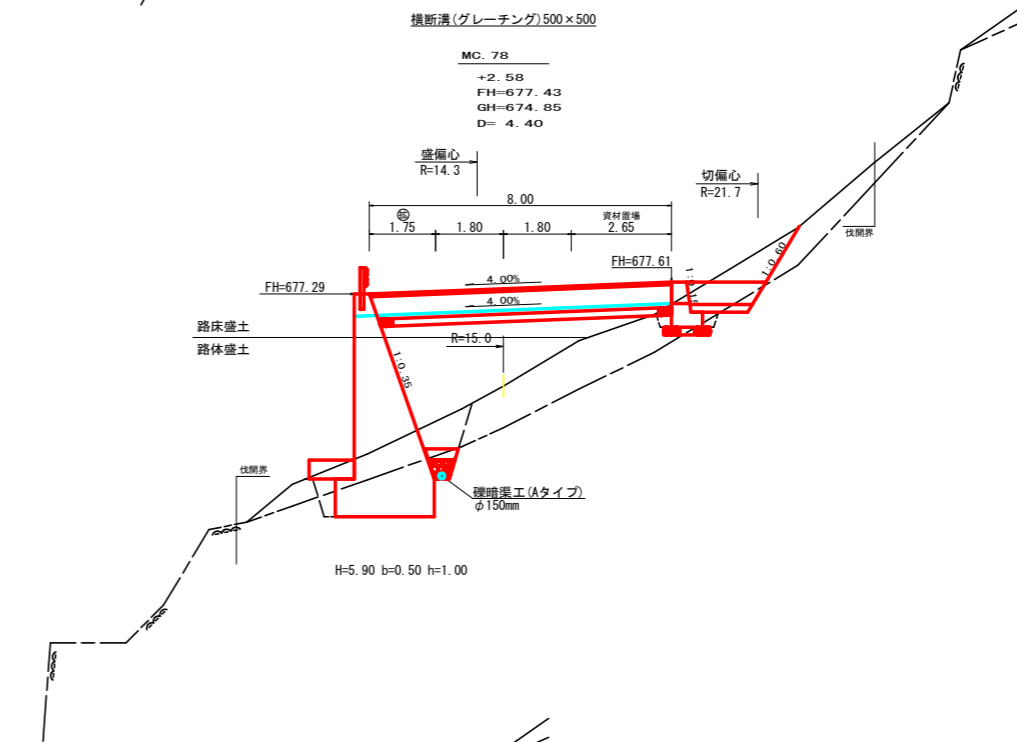 横断溝(グレーチング)500×500
MC. 78
+2. 58
FH=677. 43
GH=674. 85
D= 4. 40
盛偏心
R=14.3
切偏心
R=21.7
8.00
拡
資材置場
1.75 1.80 1.80 2.65
FH=677.61
FH=677.29
4.00%
4.00%
1:0.15
1:0.60
伐開界
路床盛土
路体盛土
R=15.0
1:0.35
伐開界
礫暗渠工(Aタイプ)
φ150mm
H=5.90 b=0.50 h=1.00